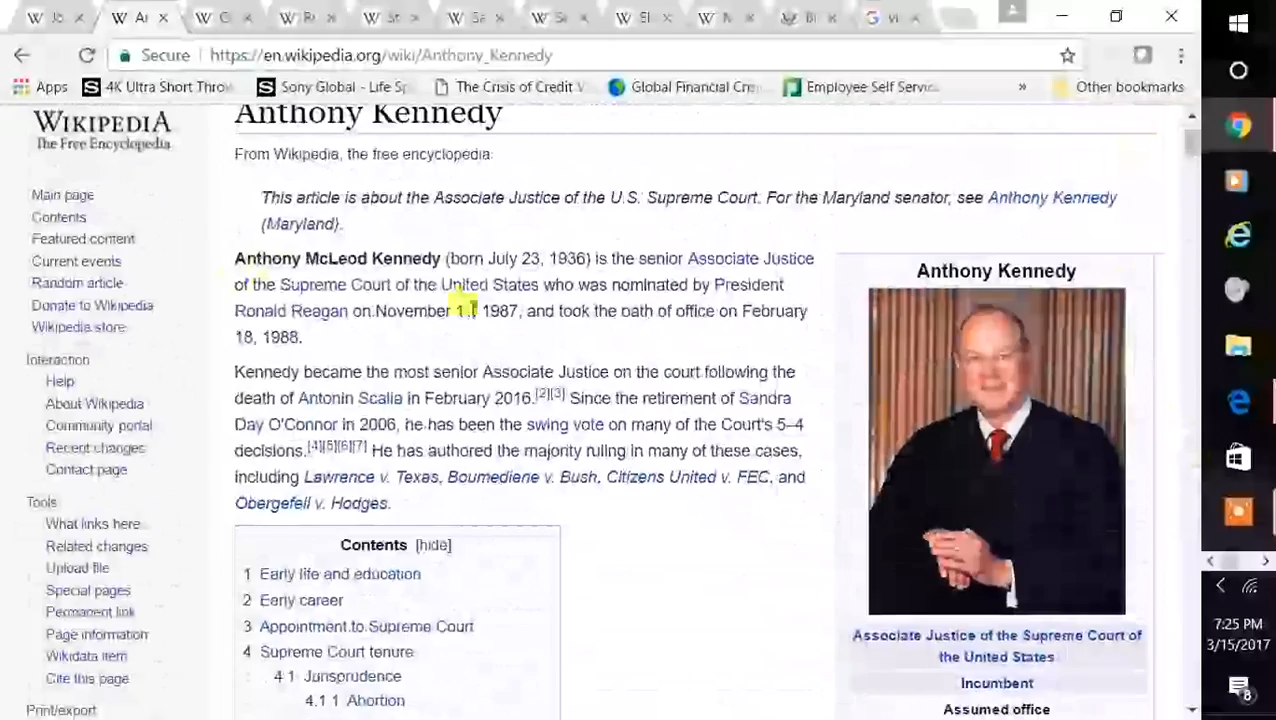 Secure
https://en.wikipedia.org/wiki/Anthony_Kennedy
Apps
4K Ultra Short Throw
Sony Global - Life Sp
The Crisis of Credit V
Global Financial Cris
Employee Self Servic
»
Other bookmarks
WIKIPEDIA
The Free Encyclopedia
Main page
Contents
Featured content
Current events
Random article
Donate to Wikipedia
Wikipedia store
Interaction
Help
About Wikipedia
Community portal
Recent changes
Contact page
Tools
What links here
Related changes
Upload file
Special pages
Permanent link
Page information
Wikidata item
Cite this page
Print/export
Anthony Kennedy
From Wikipedia, the free encyclopedia
This article is about the Associate Justice of the U.S. Supreme Court. For the Maryland senator, see Anthony Kennedy
(Maryland).
Anthony McLeod Kennedy (born July 23, 1936) is the senior Associate Justice
of the Supreme Court of the United States who was nominated by President
Ronald Reagan on November 1 1987, and took the oath of office on February
18, 1988.
Kennedy became the most senior Associate Justice on the court following the
death of Antonin Scalia in February 2016.[2][3] Since the retirement of Sandra
Day O'Connor in 2006, he has been the swing vote on many of the Court's 5–4
decisions.[4][5][6][7] He has authored the majority ruling in many of these cases,
including Lawrence v. Texas, Boumediene v. Bush, Citizens United v. FEC, and
Obergefell v. Hodges.
Contents [hide]
1 Early life and education
2 Early career
3 Appointment to Supreme Court
4 Supreme Court tenure
4.1 Jurisprudence
4.1.1 Abortion
Anthony Kennedy
Associate Justice of the Supreme Court of
the United States
Incumbent
Assumed office
7:25 PM
3/15/2017
8